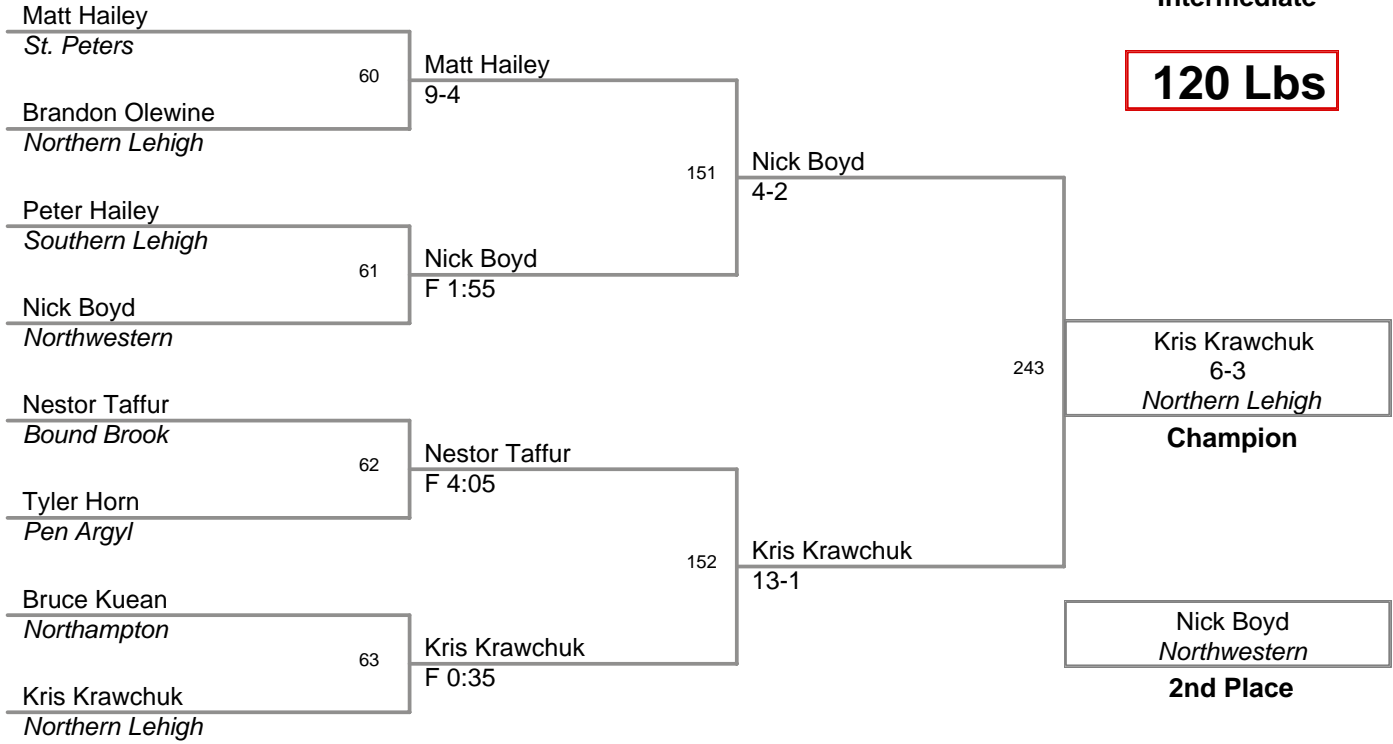 Intermediate
120 Lbs
Matt Hailey
St. Peters
60
Brandon Olewine
Northern Lehigh
Matt Hailey
9-4
Peter Hailey
Southern Lehigh
61
Nick Boyd
Northwestern
Nick Boyd
F 1:55
151
Nick Boyd
4-2
Nestor Taffur
Bound Brook
62
Tyler Horn
Pen Argyl
Nestor Taffur
F 4:05
Bruce Kuean
Northampton
63
Kris Krawchuk
Northern Lehigh
Kris Krawchuk
F 0:35
152
Kris Krawchuk
13-1
243
Kris Krawchuk
6-3
Northern Lehigh
Champion
Nick Boyd
Northwestern
2nd Place